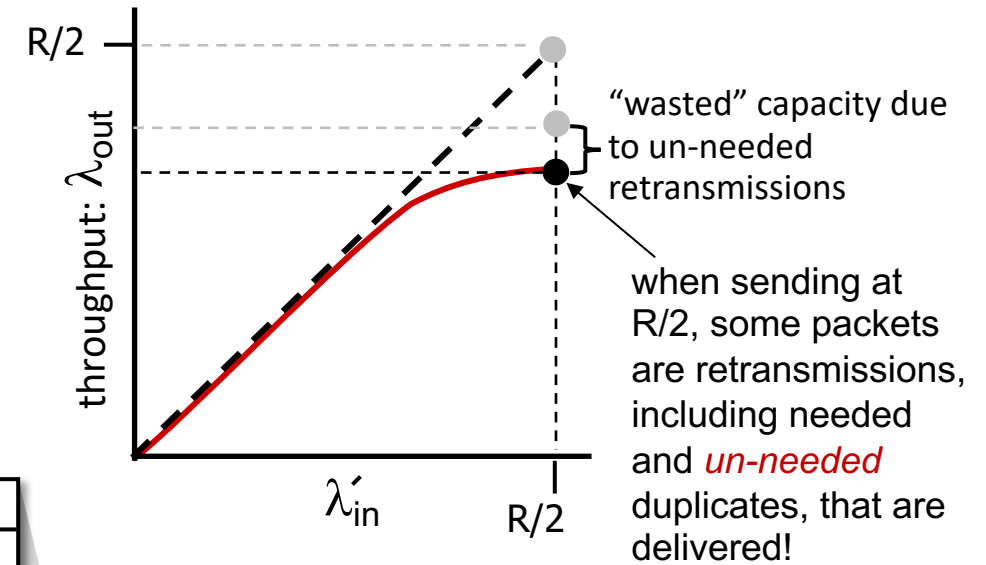 R/2
throughput: λout
λ′in
R/2
“wasted” capacity due
to un-needed
retransmissions
when sending at
R/2, some packets
are retransmissions,
including needed
and un-needed
duplicates, that are
delivered!